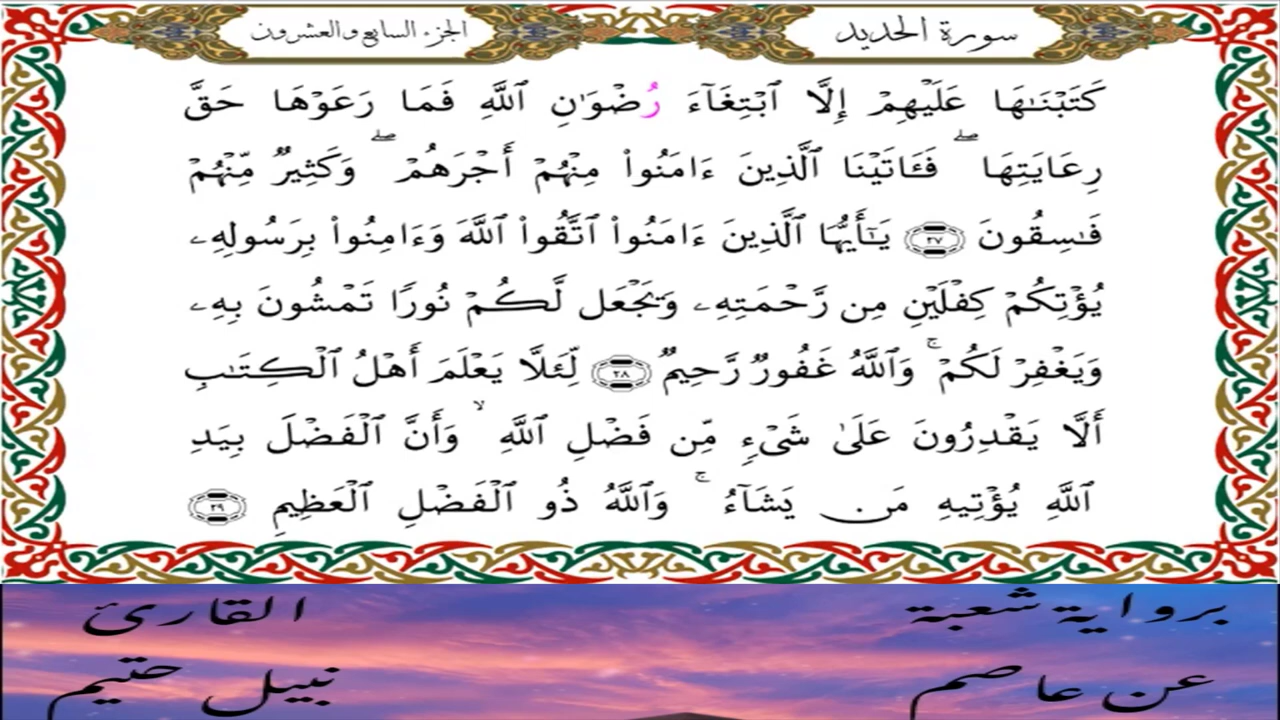 سورة الحديد
الجزء السابع والعشرون
كَتَبْنَٰهَا عَلَيْهِمْ إِلَّا ٱبْتِغَآءَ رُضْوَٰنِ ٱللَّهِ فَمَا رَعَوْهَا حَقَّ
رِعَايَتِهَا ۖ فَـَٔاتَيْنَا ٱلَّذِينَ ءَامَنُوا۟ مِنْهُمْ أَجْرَهُمْ ۖ وَكَثِيرٌ مِّنْهُمْ
فَٰسِقُونَ ٢٧ يَٰٓأَيُّهَا ٱلَّذِينَ ءَامَنُوا۟ ٱتَّقُوا۟ ٱللَّهَ وَءَامِنُوا۟ بِرَسُولِهِۦ
يُؤْتِكُمْ كِفْلَيْنِ مِن رَّحْمَتِهِۦ وَيَجْعَل لَّكُمْ نُورًا تَمْشُونَ بِهِۦ
وَيَغْفِرْ لَكُمْ ۚ وَٱللَّهُ غَفُورٌ رَّحِيمٌ ٢٨ لِّئَلَّا يَعْلَمَ أَهْلُ ٱلْكِتَٰبِ
أَلَّا يَقْدِرُونَ عَلَىٰ شَىْءٍ مِّن فَضْلِ ٱللَّهِ ۙ وَأَنَّ ٱلْفَضْلَ بِيَدِ
ٱللَّهِ يُؤْتِيهِ مَن يَشَآءُ ۚ وَٱللَّهُ ذُو ٱلْفَضْلِ ٱلْعَظِيمِ ٢٩
برواية شعبة
عن عاصم
القارئ
نبيل حتيم